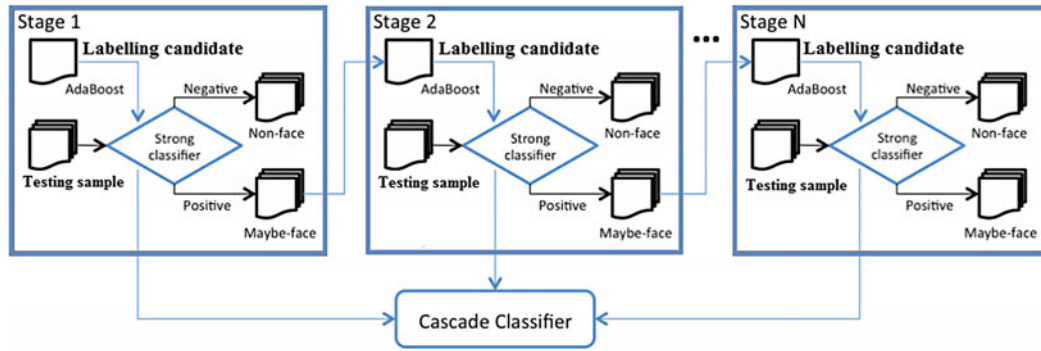 Stage 1
Labelling candidate
AdaBoost
Negative
Non-face
Strong
classifier
Testing sample
Positive
Maybe-face
Stage 2
Labelling candidate
AdaBoost
Negative
Non-face
Strong
classifier
Testing sample
Positive
Maybe-face
...
Stage N
Labelling candidate
AdaBoost
Negative
Non-face
Strong
classifier
Testing sample
Positive
Maybe-face
Cascade Classifier